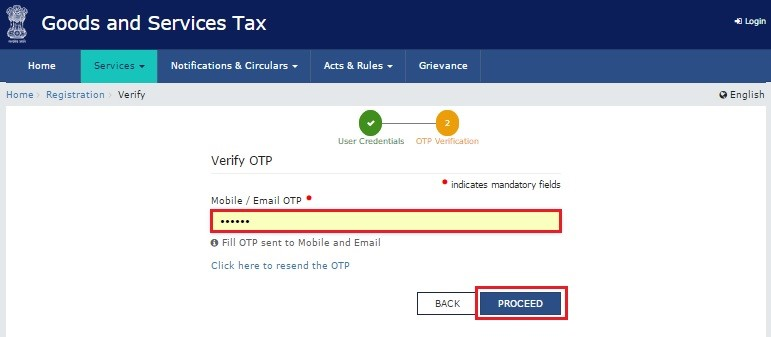 Goods and Services Tax
Login
Home Services Notifications & Circulars Acts & Rules Grievance
Home › Registration › Verify English
2
User Credentials OTP Verification
Verify OTP
• indicates mandatory fields
Mobile / Email OTP •
••••••
Fill OTP sent to Mobile and Email
Click here to resend the OTP
BACK PROCEED